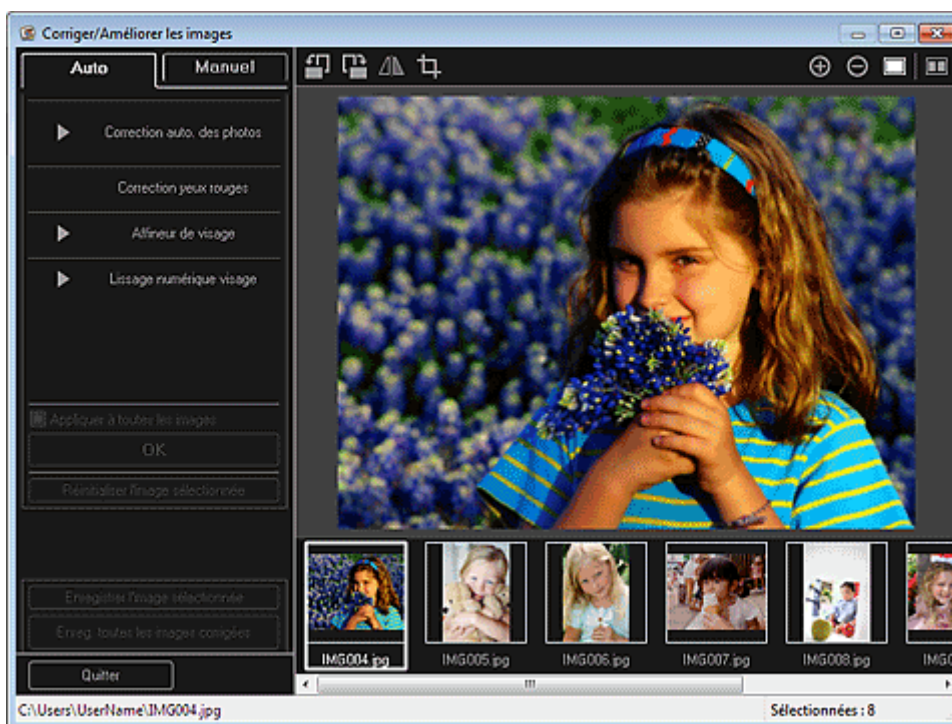 Corriger/Améliorer les images
Auto
Manuel
Correction auto. des photos
Correction yeux rouges
Affineur de visage
Lissage numérique visage
Appliquer à toutes les images
OK
Réinitialiser l'image sélectionnée
Enregistrer l'image sélectionnée
Enreg. toutes les images corrigées
Quitter
IMG004.jpg
IMG005.jpg
IMG006.jpg
IMG007.jpg
IMG008.jpg
IMG0
C:\Users\UserName\IMG004.jpg
Sélectionnées : 8